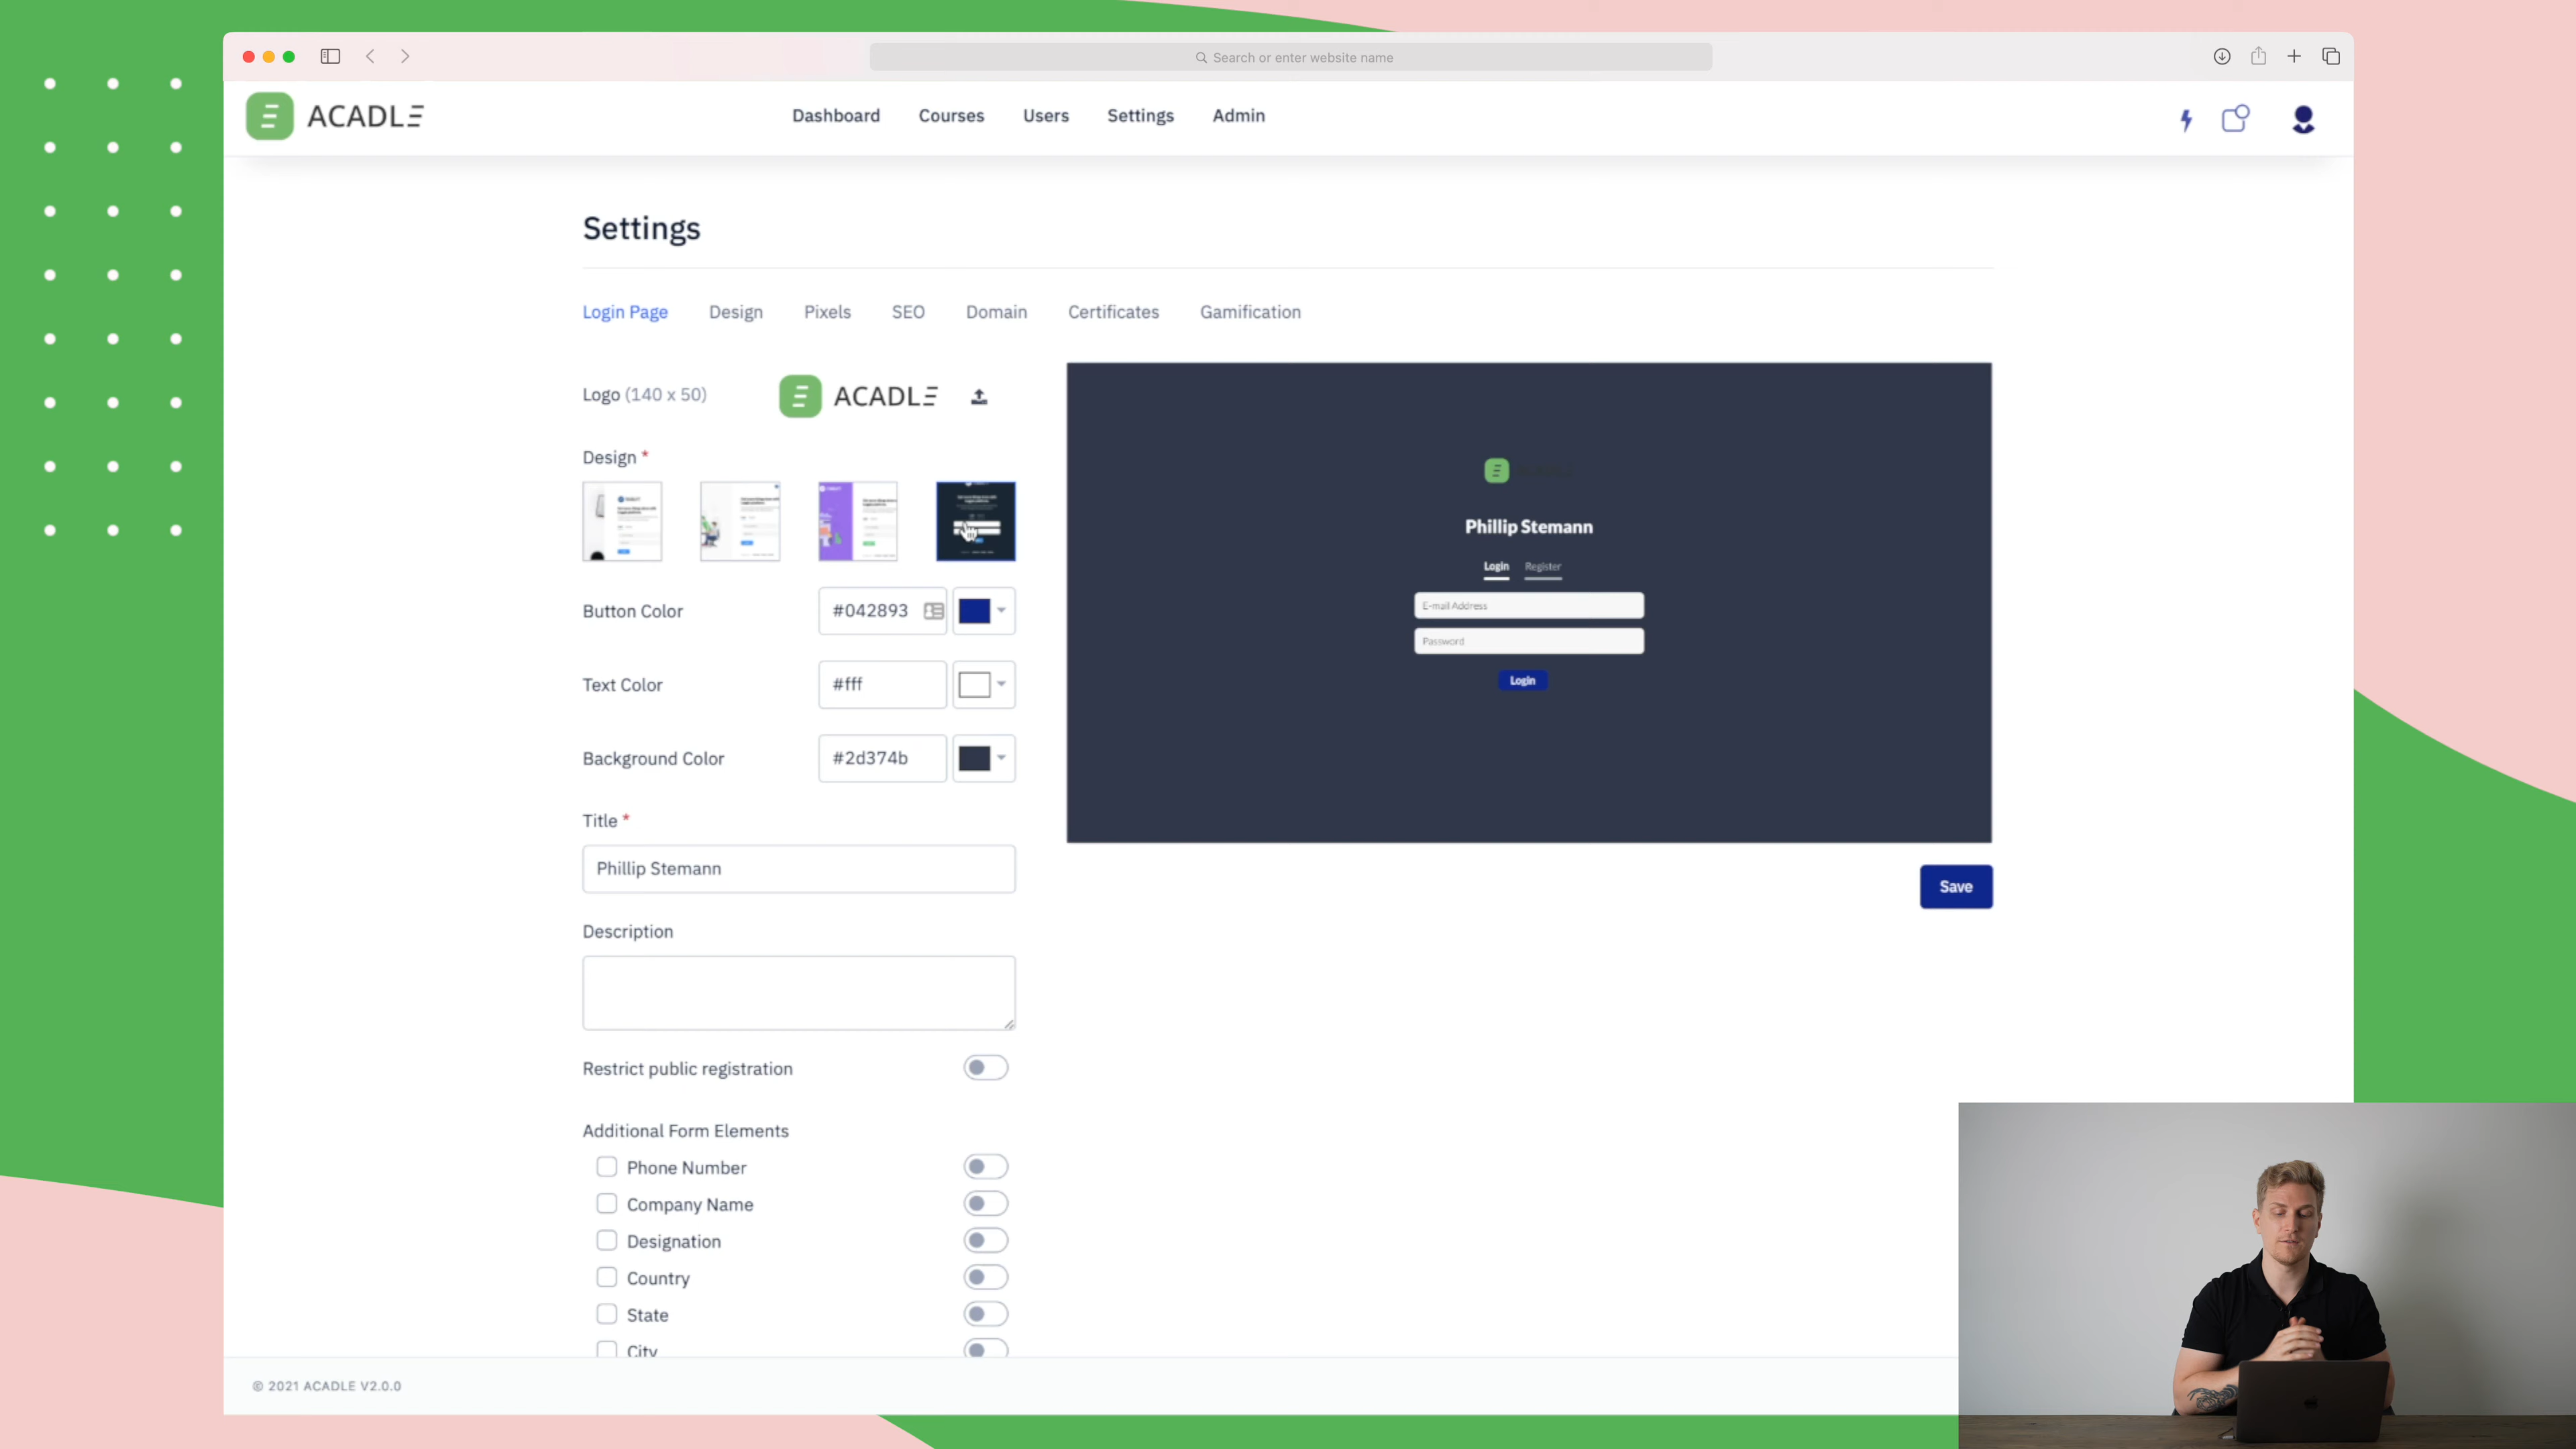 Search or enter website name
ACADLE
Dashboard Courses Users Settings Admin
Settings
Login Page Design Pixels SEO Domain Certificates Gamification
Logo (140 x 50)
ACADLE
Design *
Button Color
#042893
Text Color
#fff
Background Color
#2d374b
Title *
Phillip Stemann
Description
Restrict public registration
Additional Form Elements
Phone Number
Company Name
Designation
Country
State
City
Phillip Stemann
Login Register
E-mail Address
Password
Login
Save
© 2021 ACADLE V2.0.0